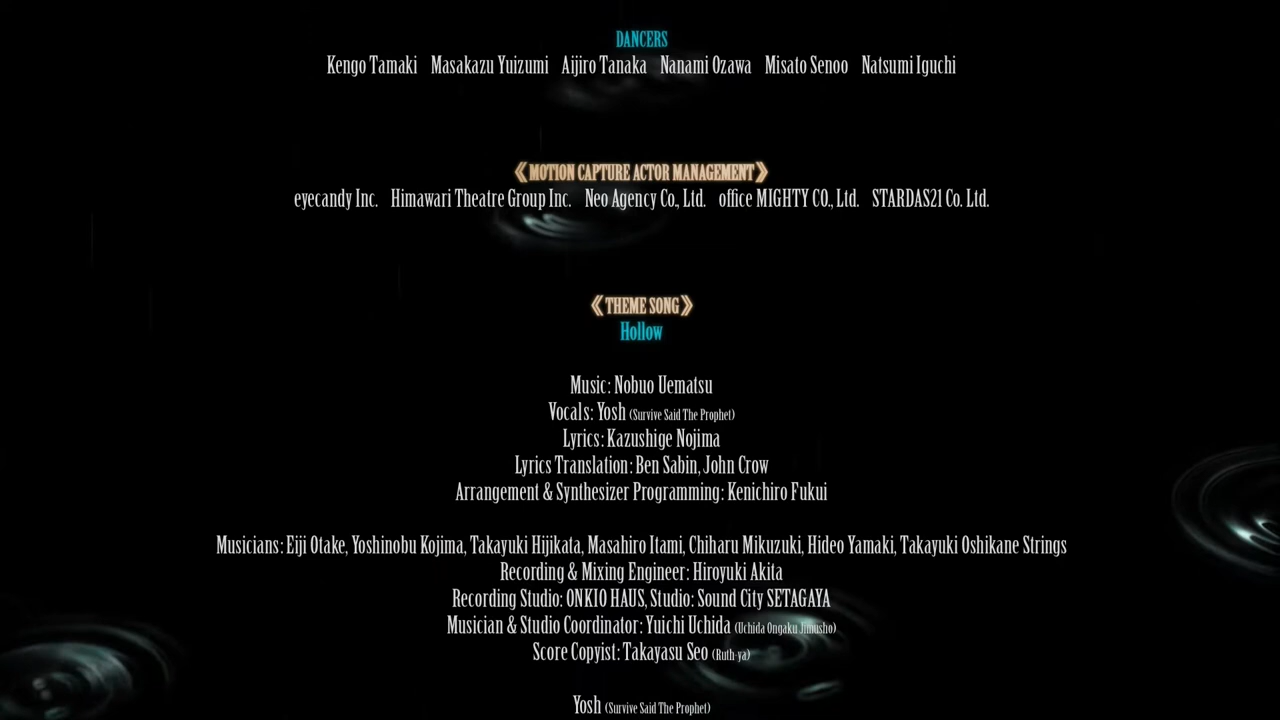 DANCERS
Kengo Tamaki Masakazu Yuizumi Aijiro Tanaka Nanami Ozawa Misato Senoo Natsumi Iguchi
《MOTION CAPTURE ACTOR MANAGEMENT》
eyecandy Inc. Himawari Theatre Group Inc. Neo Agency Co., Ltd. office MIGHTY CO., Ltd. STARDAS21 Co. Ltd.
《THEME SONG》
Hollow
Music: Nobuo Uematsu
Vocals: Yosh (Survive Said The Prophet)
Lyrics: Kazushige Nojima
Lyrics Translation: Ben Sabin, John Crow
Arrangement & Synthesizer Programming: Kenichiro Fukui
Musicians: Eiji Otake, Yoshinobu Kojima, Takayuki Hijikata, Masahiro Itami, Chiharu Mikuzuki, Hideo Yamaki, Takayuki Oshikane Strings
Recording & Mixing Engineer: Hiroyuki Akita
Recording Studio: ONKIO HAUS, Studio: Sound City SETAGAYA
Musician & Studio Coordinator: Yuichi Uchida (Uchida Ongaku Jimusho)
Score Copyist: Takayasu Seo (Ruth-ya)
Yosh (Survive Said The Prophet)